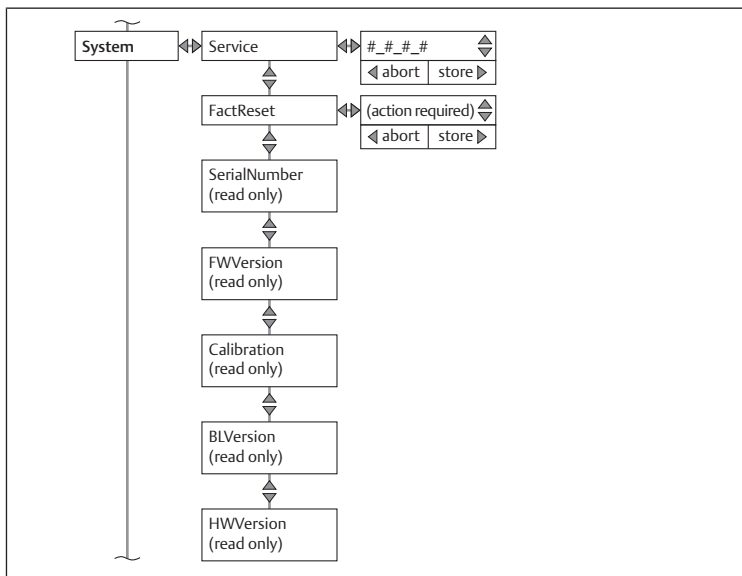 System
Service
#_#_#_#
abort store
FactReset
(action required)
abort store
SerialNumber
(read only)
FWVersion
(read only)
Calibration
(read only)
BLVersion
(read only)
HWVersion
(read only)